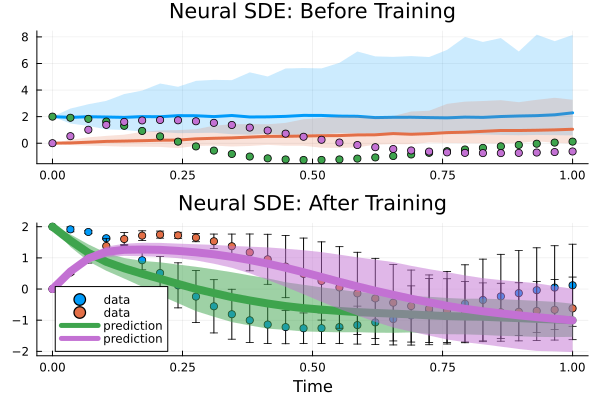 Neural SDE: Before Training
8
6
4
2
0
0.00 0.25 0.50 0.75 1.00
Neural SDE: After Training
2
1
0
−1
−2
data
data
prediction
prediction
0.00 0.25 0.50 0.75 1.00
Time